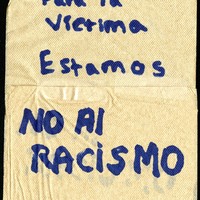 Para la
Victima
Estamos
NO Al
RACISMO